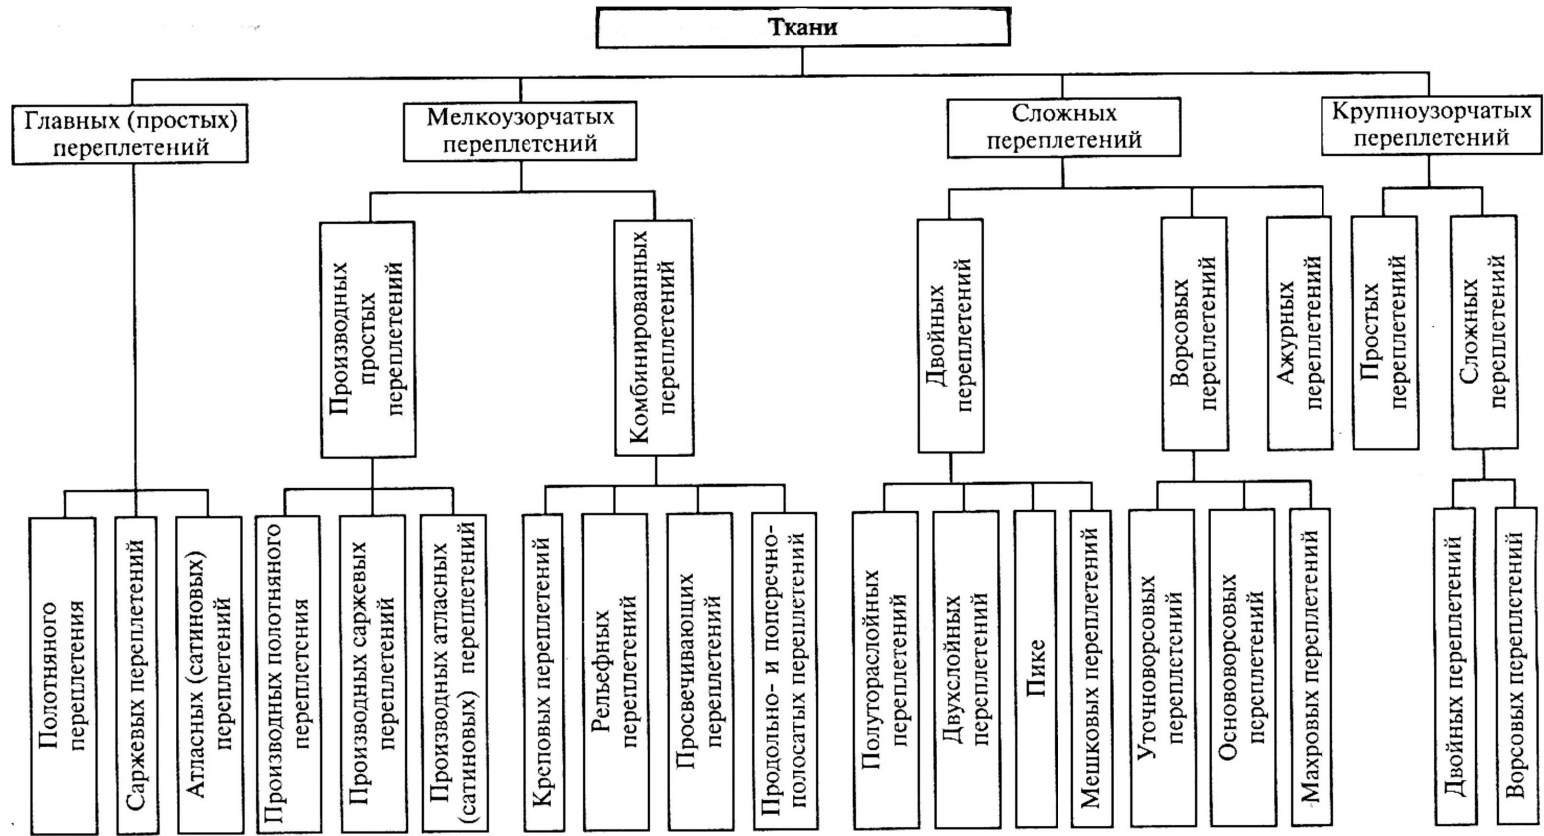 Ткани
Главных (простых)
переплетений
Мелкоузорчатых
переплетений
Сложных
переплетений
Крупноузорчатых
переплетений
Производных
простых
переплетений
Комбинированных
переплетений
Двойных
переплетений
Ворсовых
переплетений
Ажурных
переплетений
Простых
переплетений
Сложных
переплетений
Полотняного
переплетения
Саржевых переплетений
Атласных (сатиновых)
переплетений
Производных полотняного
переплетения
Производных саржевых
переплетений
Производных атласных
(сатиновых) переплетений
Креповых переплетений
Рельефных
переплетений
Просвечивающих
переплетений
Продольно- и поперечно-
полосатых переплетений
Полутораслойных
переплетений
Двухслойных
переплетений
Пике
Мешковых переплетений
Уточноворсовых
переплетений
Основоворсовых
переплетений
Махровых переплетений
Двойных переплетений
Ворсовых переплетений